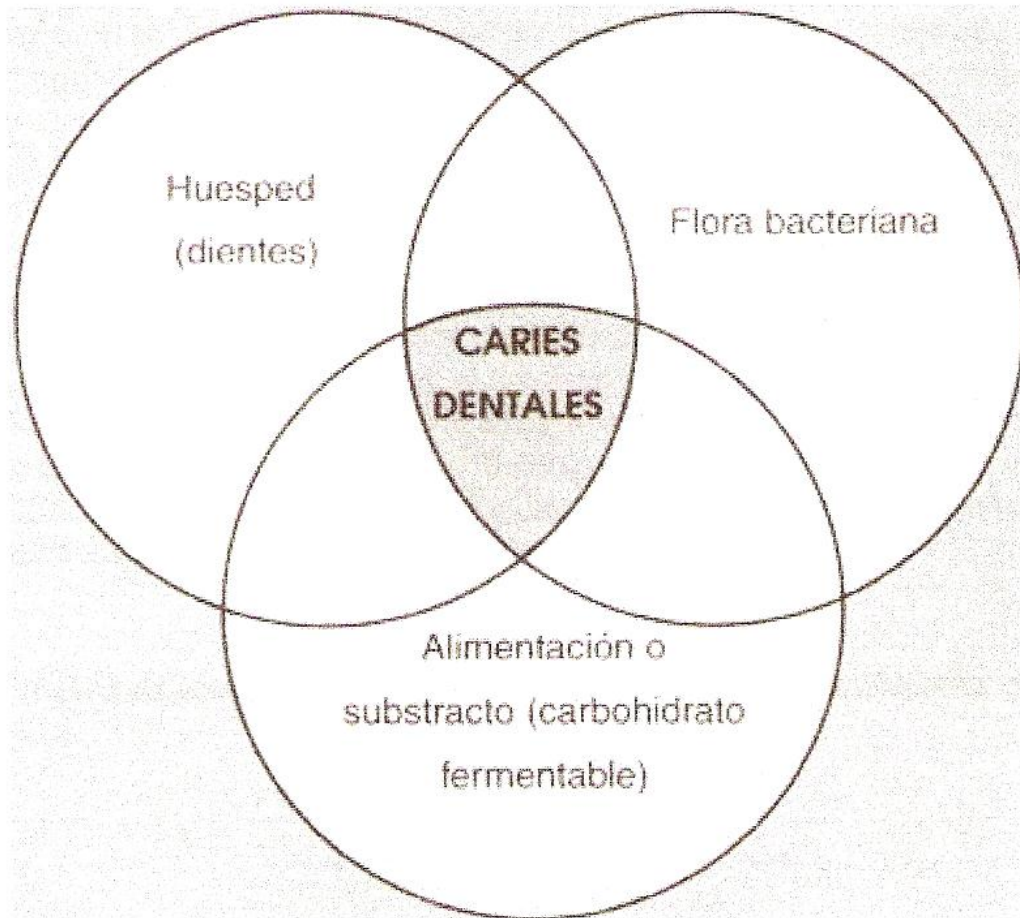 Huesped
(dientes)
Flora bacteriana
CARIES
DENTALES
Alimentación o
substracto (carbohidrato
fermentable)